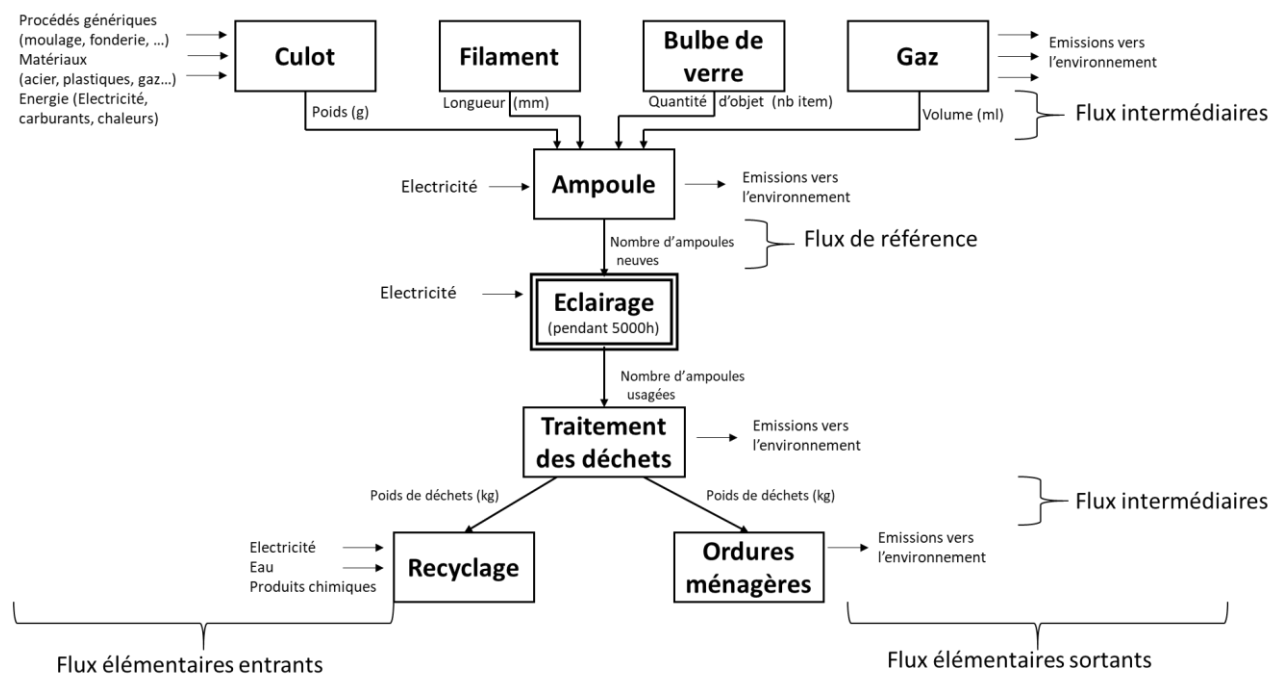 Procédés génériques
(moulage, fonderie, ...)
Matériaux
(acier, plastiques, gaz...)
Energie (Electricité,
carburants, chaleurs)
Culot
Filament
Bulbe de
verre
Gaz
Emissions vers
l'environnement
Poids (g)
Longueur (mm)
Quantité d'objet (nb item)
Volume (ml)
Flux intermédiaires
Electricité
Ampoule
Emissions vers
l'environnement
Nombre d'ampoules
neuves
Flux de référence
Electricité
Eclairage
(pendant 5000h)
Nombre d'ampoules
usagées
Traitement
des déchets
Emissions vers
l'environnement
Poids de déchets (kg)
Poids de déchets (kg)
Flux intermédiaires
Electricité
Eau
Produits chimiques
Recyclage
Ordures
ménagères
Emissions vers
l'environnement
Flux élémentaires entrants
Flux élémentaires sortants